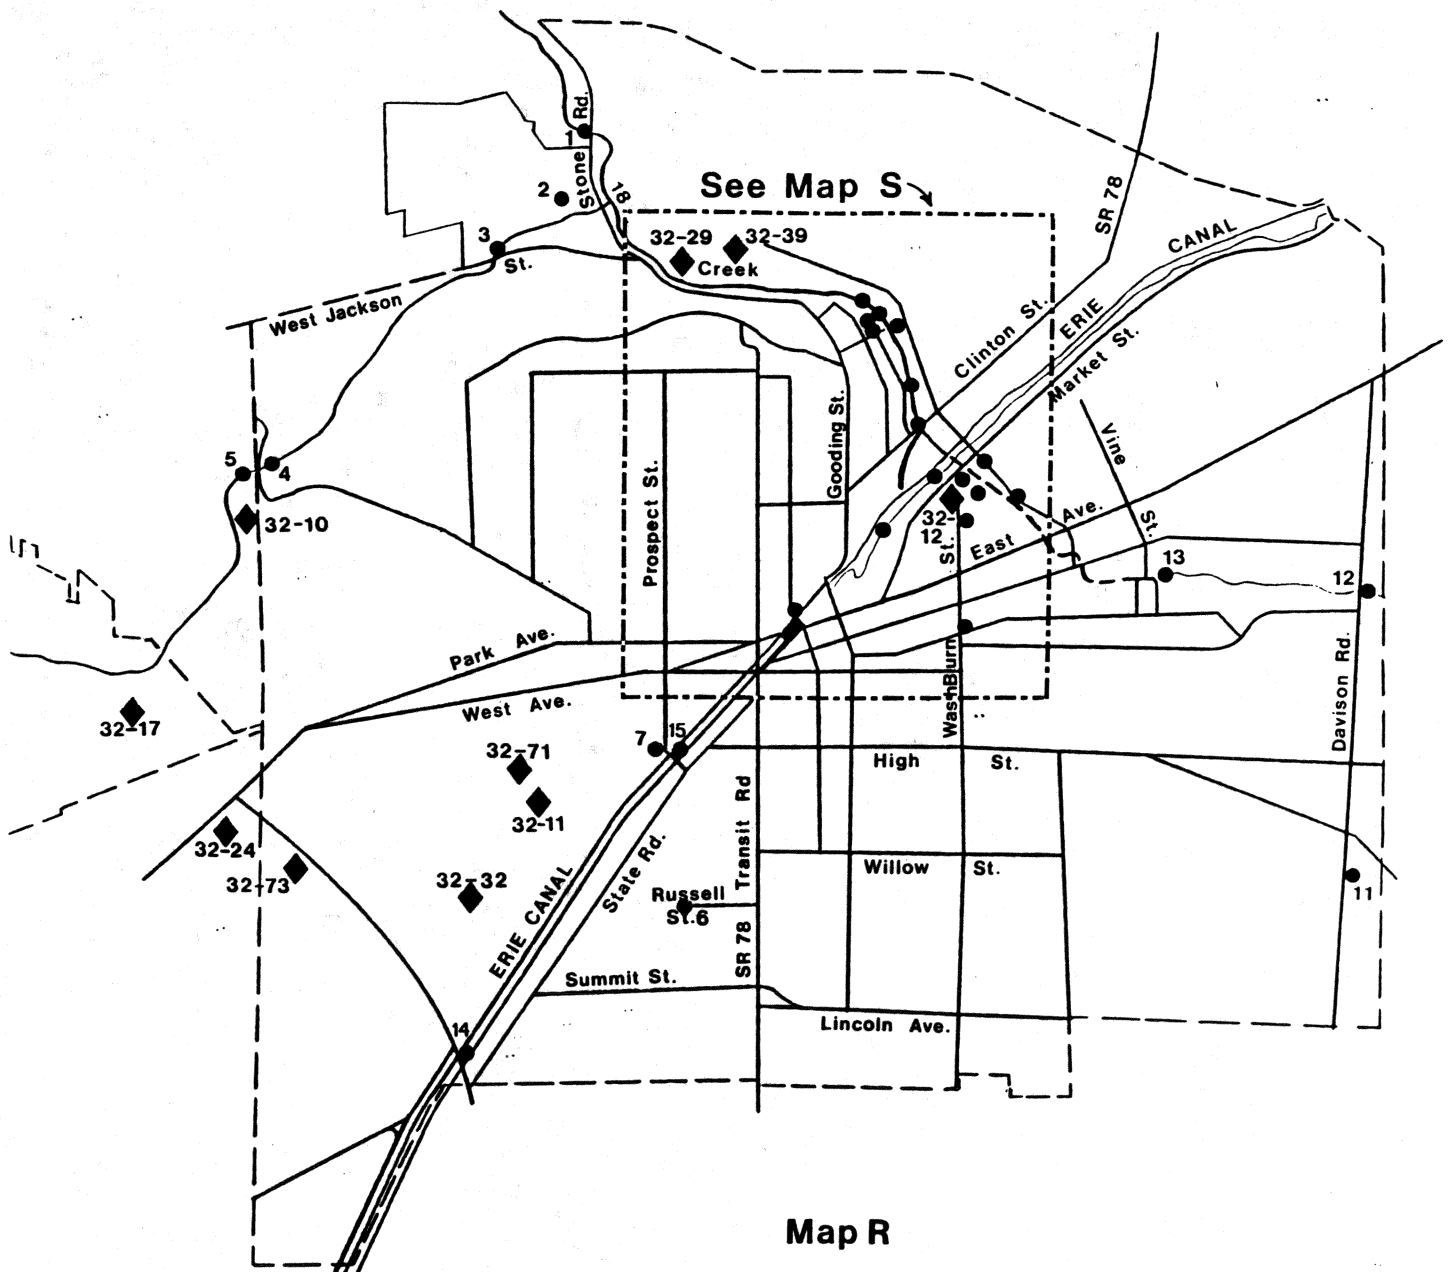 Stone Rd.
1
2
18
See Map S
SR 78
3
St.
32-29
32-39
Creek
CANAL
ERIE
West Jackson
Clinton St.
Market St.
Gooding St.
Vine
St.
5
4
32-10
Prospect St.
32-
12
St.
East
Ave.
13
12
Park Ave.
West Ave.
WashBurn
Davison Rd.
32-17
7
15
32-71
High St.
32-11
SR 78 Transit Rd
32-24
32-73
32-32
ERIE CANAL
State Rd.
Willow St.
Russell
St.6
11
Summit St.
14
Lincoln Ave.
Map R